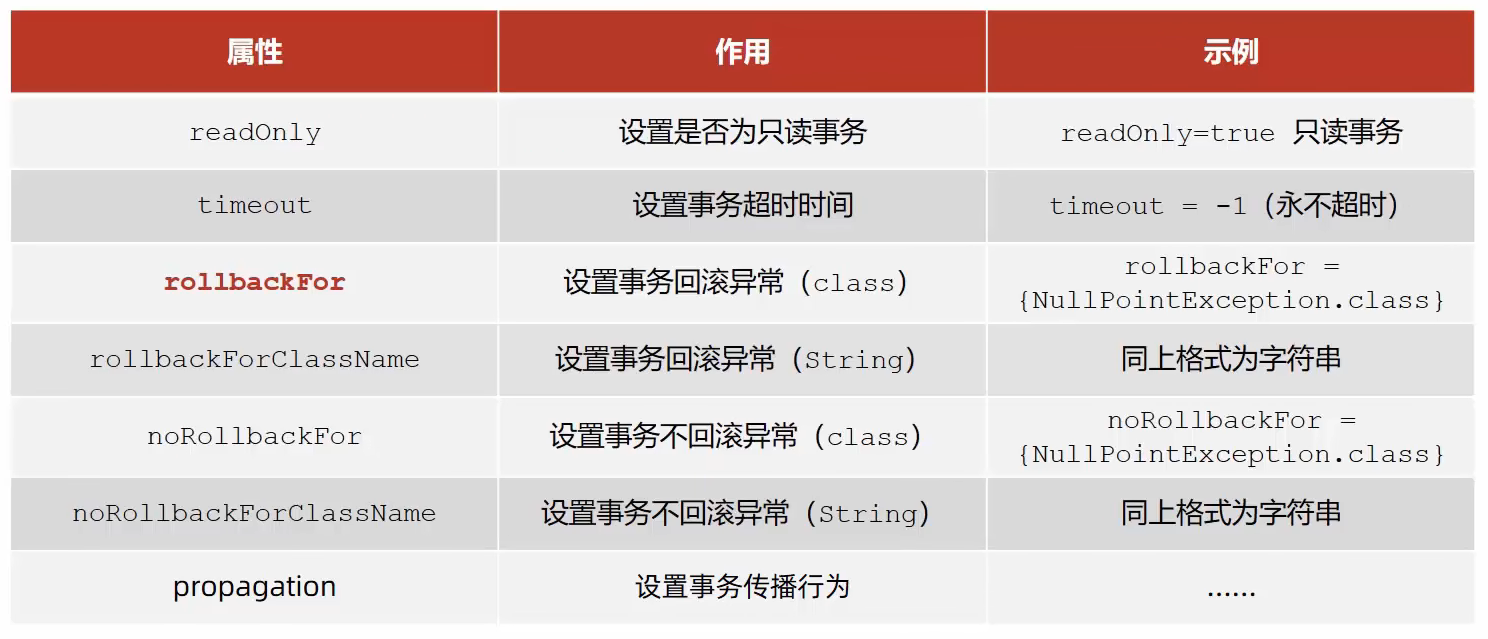 属性 作用 示例
readOnly 设置是否为只读事务 readOnly=true 只读事务
timeout 设置事务超时时间 timeout = -1（永不超时）
rollbackFor 设置事务回滚异常（class） rollbackFor =
{NullPointException.class}
rollbackForClassName 设置事务回滚异常（String） 同上格式为字符串
noRollbackFor 设置事务不回滚异常（class） noRollbackFor =
{NullPointException.class}
noRollbackForClassName 设置事务不回滚异常（String） 同上格式为字符串
propagation 设置事务传播行为 ……